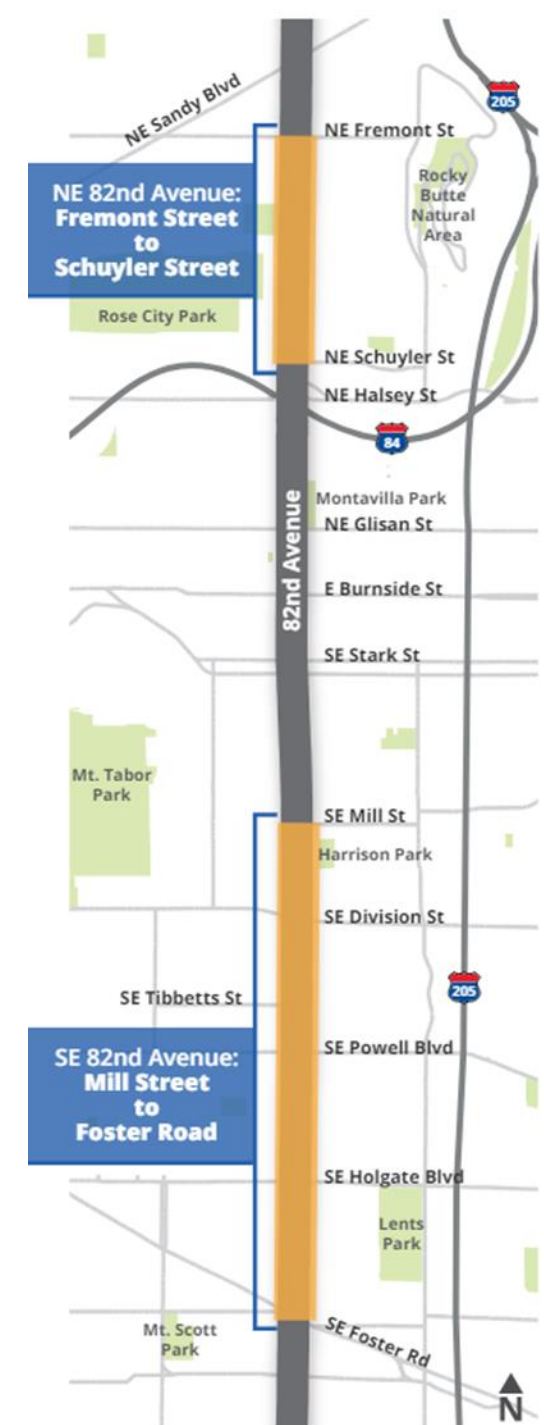 NE Sandy Blvd
205
NE Fremont St
NE 82nd Avenue:
Fremont Street
to
Schuyler Street
Rocky
Butte
Natural
Area
Rose City Park
NE Schuyler St
NE Halsey St
84
Montavilla Park
NE Glisan St
82nd Avenue
E Burnside St
SE Stark St
Mt. Tabor
Park
SE Mill St
Harrison Park
SE Division St
SE Tibbetts St
205
SE Powell Blvd
SE 82nd Avenue:
Mill Street
to
Foster Road
SE Holgate Blvd
Lents
Park
Mt. Scott
Park
SE Foster Rd
N